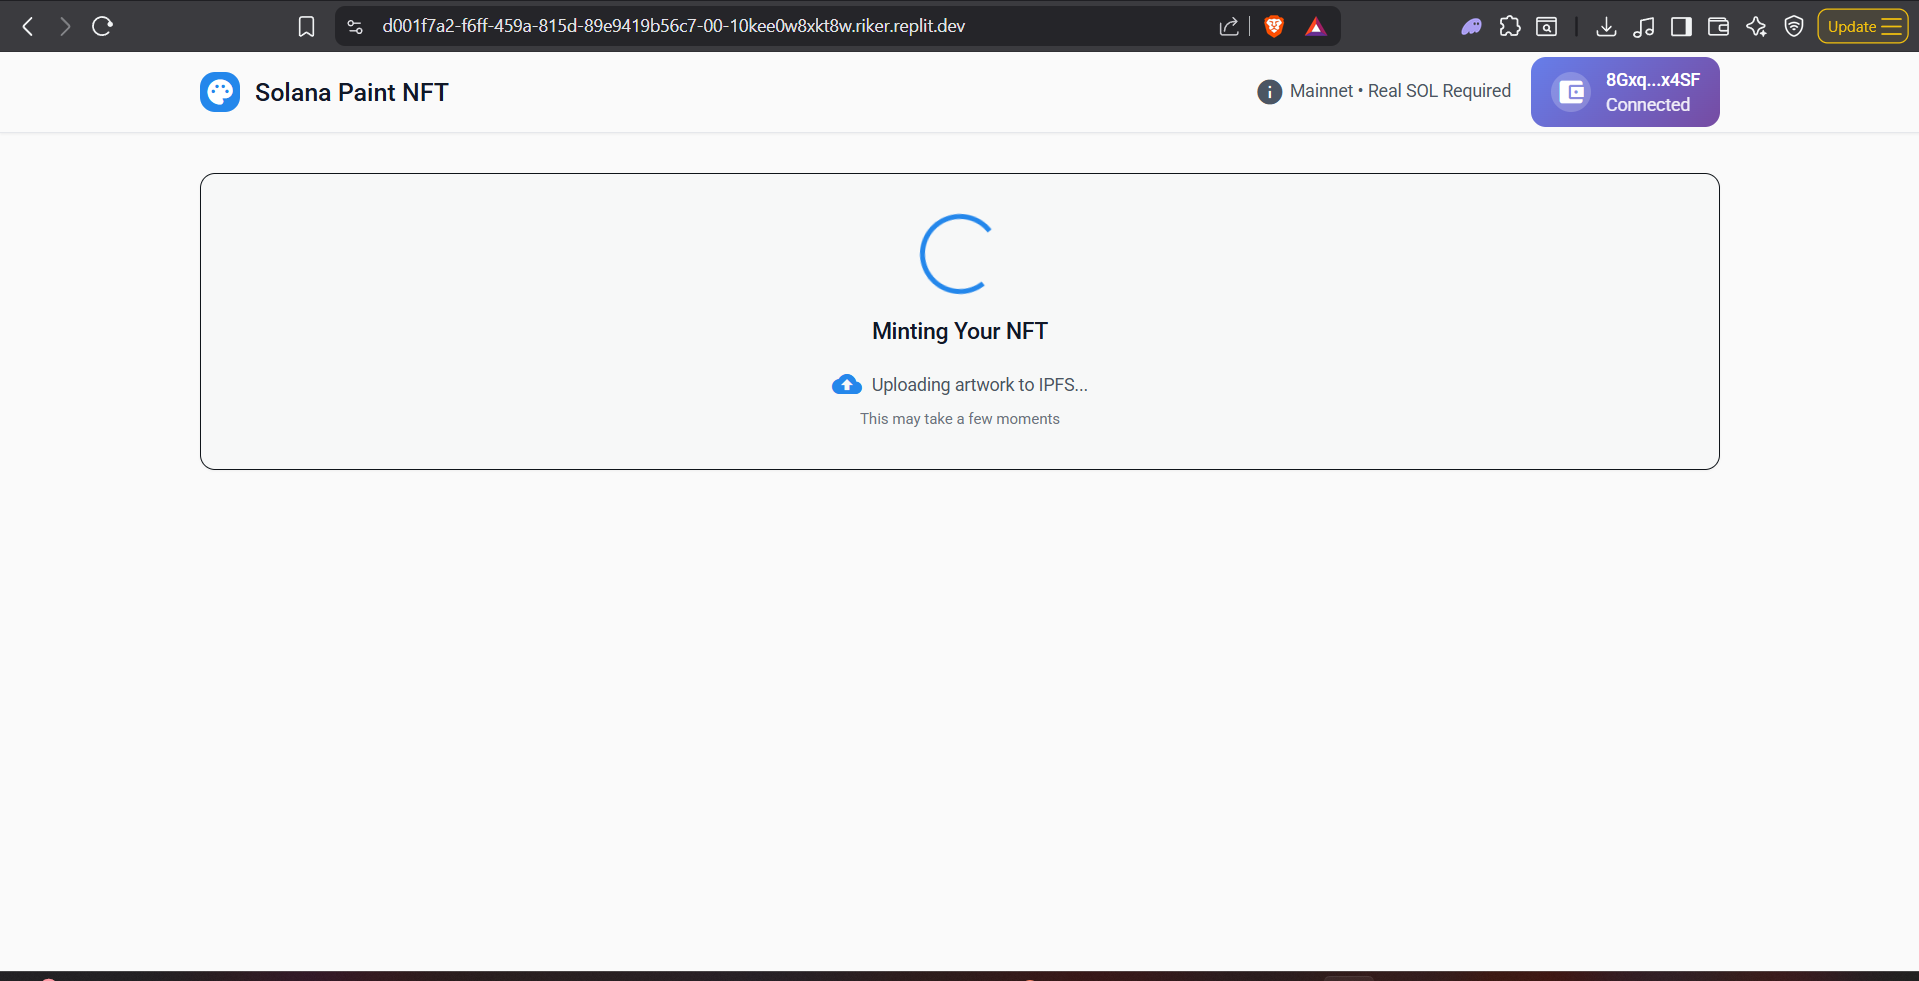 d001f7a2-f6ff-459a-815d-89e9419b56c7-00-10kee0w8xkt8w.riker.replit.dev
Update
Solana Paint NFT
Mainnet • Real SOL Required
8Gxq...x4SF
Connected
Minting Your NFT
Uploading artwork to IPFS...
This may take a few moments